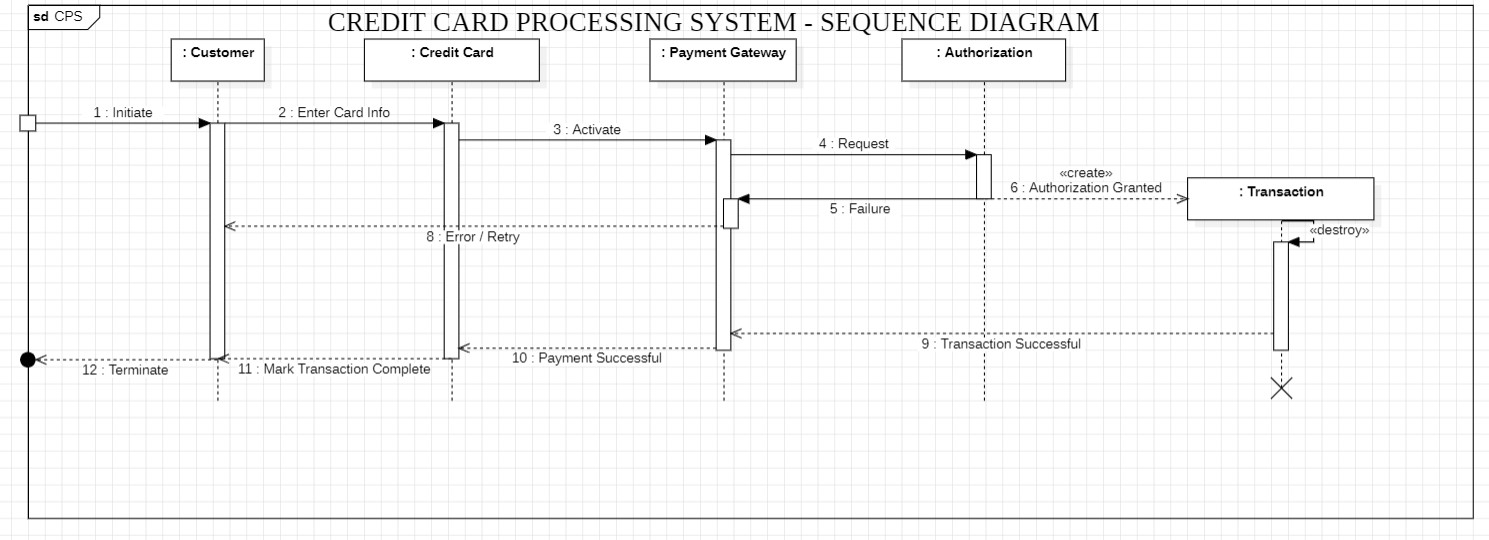 sd CPS
CREDIT CARD PROCESSING SYSTEM - SEQUENCE DIAGRAM
: Customer
: Credit Card
: Payment Gateway
: Authorization
1 : Initiate
2 : Enter Card Info
3 : Activate
4 : Request
«create»
6 : Authorization Granted
: Transaction
5 : Failure
«destroy»
8 : Error / Retry
9 : Transaction Successful
10 : Payment Successful
11 : Mark Transaction Complete
12 : Terminate